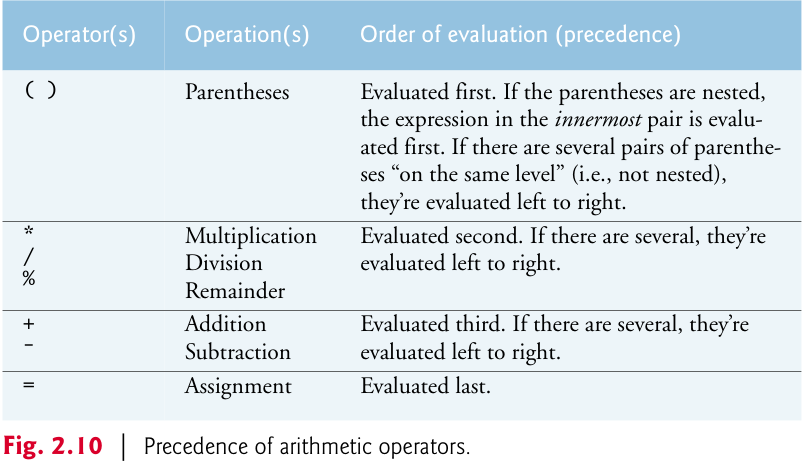 Operator(s) Operation(s) Order of evaluation (precedence)
( ) Parentheses Evaluated first. If the parentheses are nested,
the expression in the innermost pair is evalu-
ated first. If there are several pairs of parenthe-
ses “on the same level” (i.e., not nested),
they’re evaluated left to right.
* Multiplication Evaluated second. If there are several, they’re
/ Division evaluated left to right.
% Remainder
+ Addition Evaluated third. If there are several, they’re
- Subtraction evaluated left to right.
= Assignment Evaluated last.
Fig. 2.10 | Precedence of arithmetic operators.